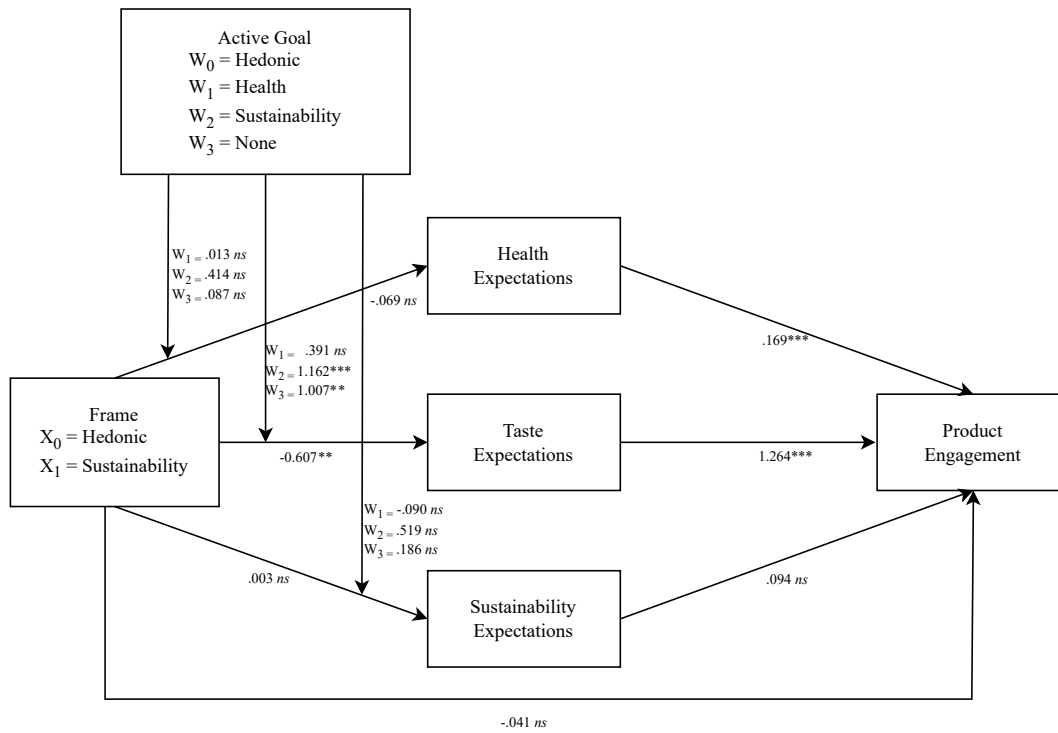 Active Goal
W0 = Hedonic
W1 = Health
W2 = Sustainability
W3 = None
W1 = .013 ns
W2 = .414 ns
W3 = .087 ns
Health
Expectations
-.069 ns
.169***
W1 = .391 ns
W2 = 1.162***
W3 = 1.007**
Frame
X0 = Hedonic
X1 = Sustainability
-0.607**
Taste
Expectations
1.264***
Product
Engagement
W1 = -.090 ns
W2 = .519 ns
W3 = .186 ns
.003 ns
Sustainability
Expectations
.094 ns
-.041 ns